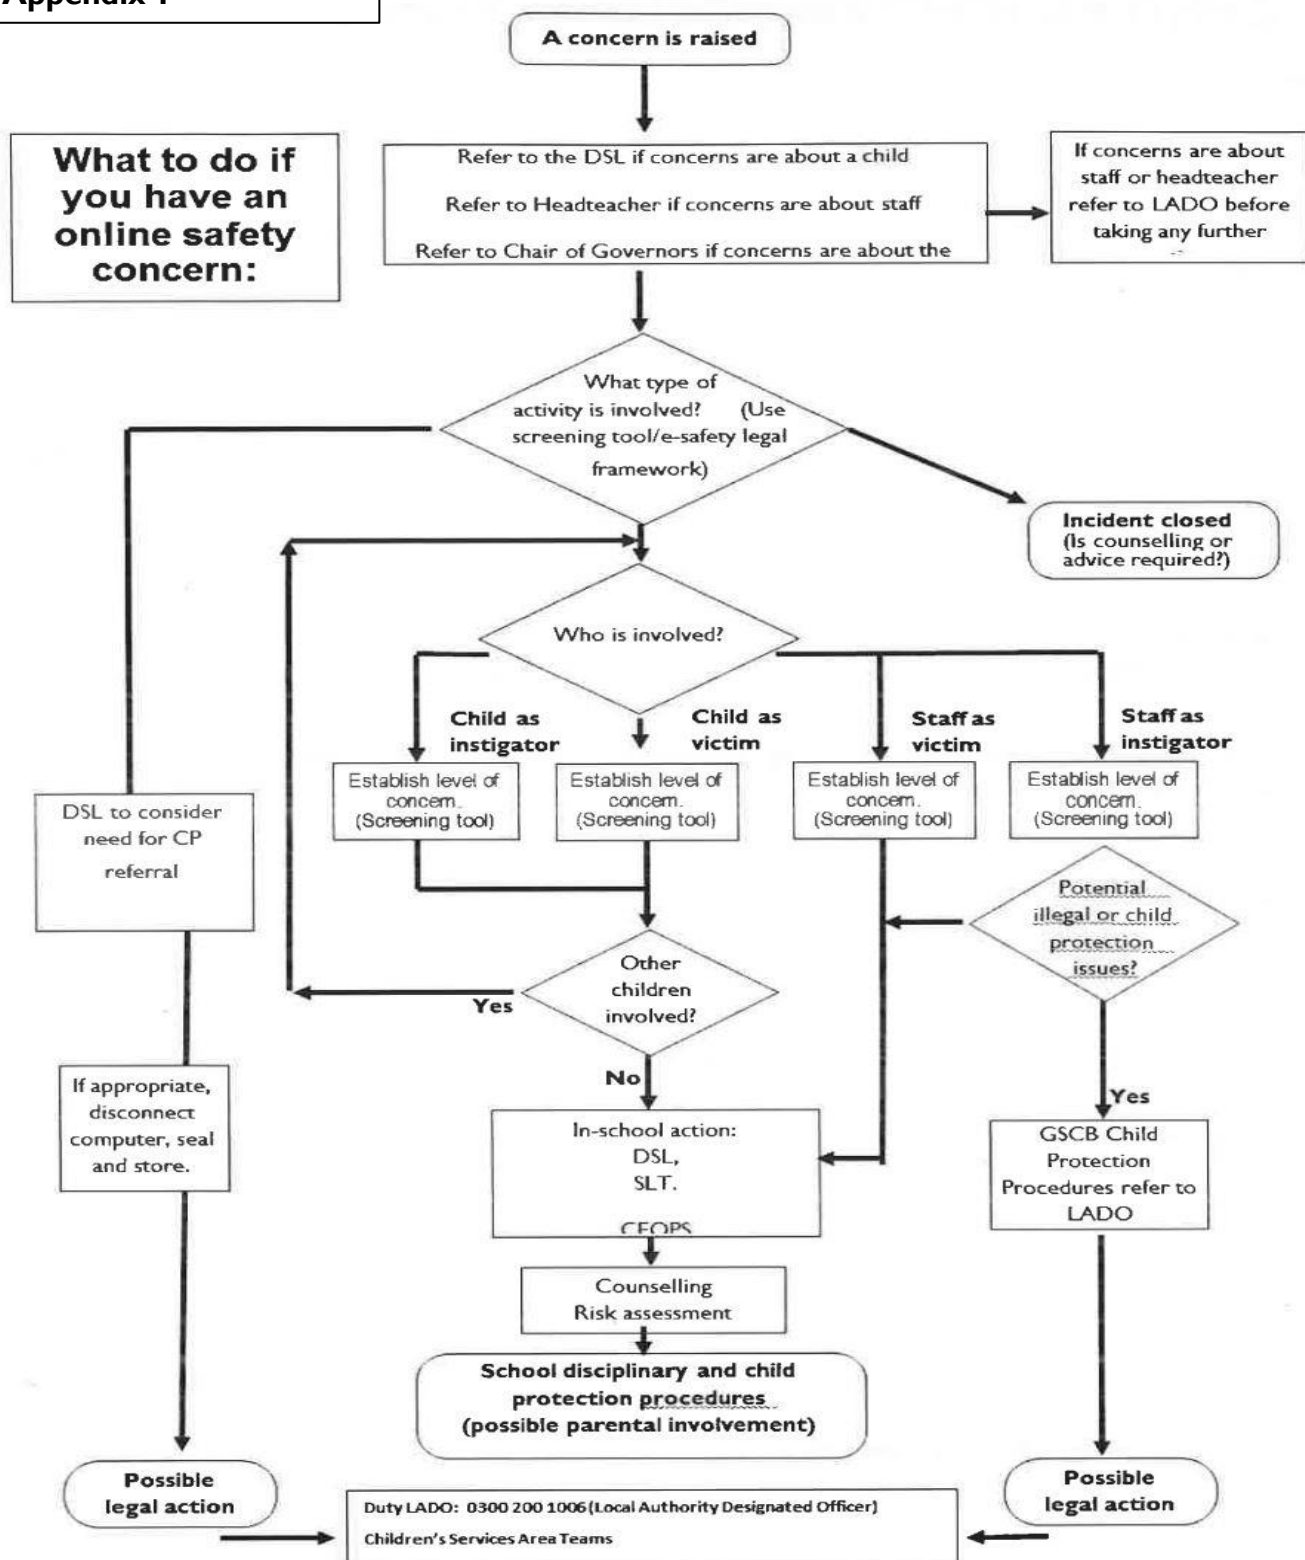 Appendix
A concern is raised
What to do if
you have an
online safety
concern:
Refer to the DSL if concerns are about a child
Refer to Headteacher if concerns are about staff
Refer to Chair of Governors if concerns are about the
If concerns are about
staff or headteacher
refer to LADO before
taking any further
What type of
activity is involved? (Use
screening tool/e-safety legal
framework)
Incident closed
(Is counselling or
advice required?)
Who is involved?
Child as
instigator
Child as
victim
Staff as
victim
Staff as
instigator
Establish level of
concern.
(Screening tool)
Establish level of
concern.
(Screening tool)
Establish level of
concern.
(Screening tool)
Establish level of
concern.
(Screening tool)
DSL to consider
need for CP
referral
Potential
illegal or child
protection
issues?
Other
children
involved?
Yes
No
If appropriate,
disconnect
computer, seal
and store.
Yes
In-school action:
DSL,
SLT.
CEOPS
GSCB Child
Protection
Procedures refer to
LADO
Counselling
Risk assessment
School disciplinary and child
protection procedures
(possible parental involvement)
Possible
legal action
Possible
legal action
Duty LADO: 0300 200 1006 (Local Authority Designated Officer)
Children's Services Area Teams